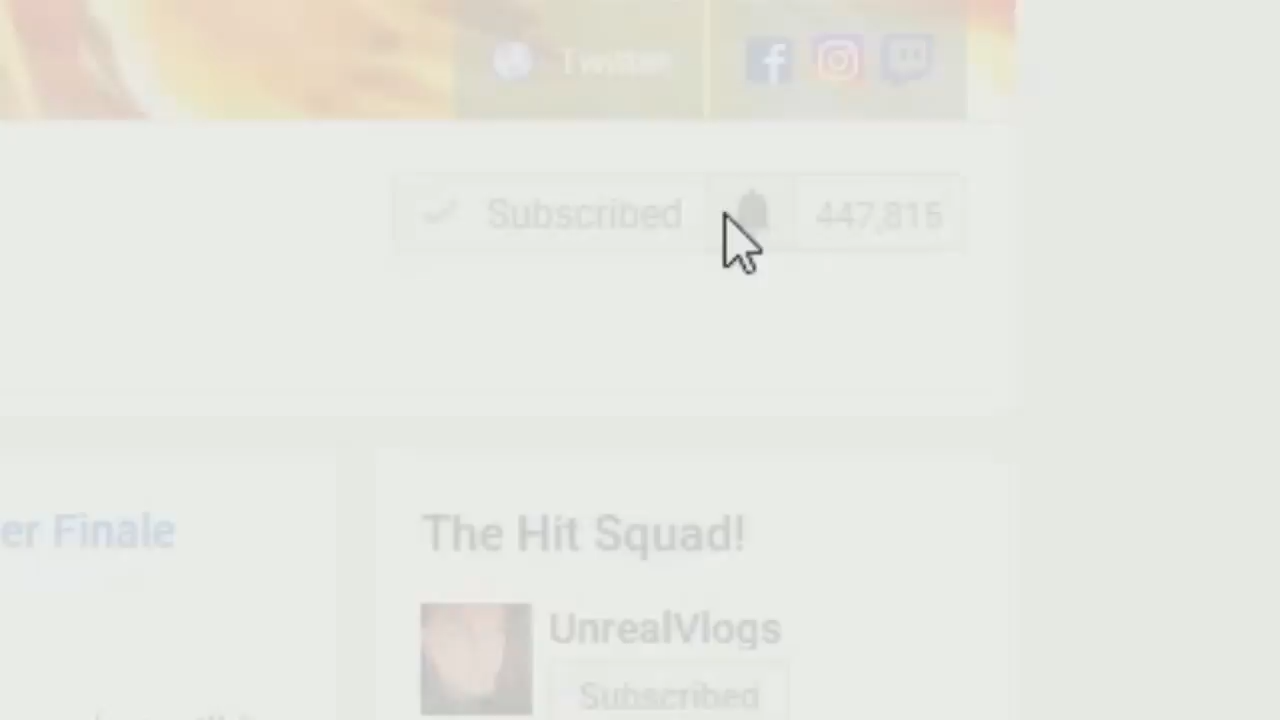 Twitter
Subscribed 447,815
er Finale
The Hit Squad!
UnrealVlogs
Subscribed